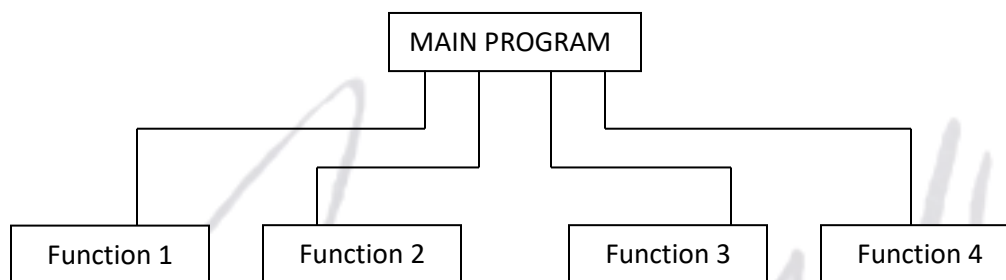 MAIN PROGRAM
Function 1
Function 2
Function 3
Function 4